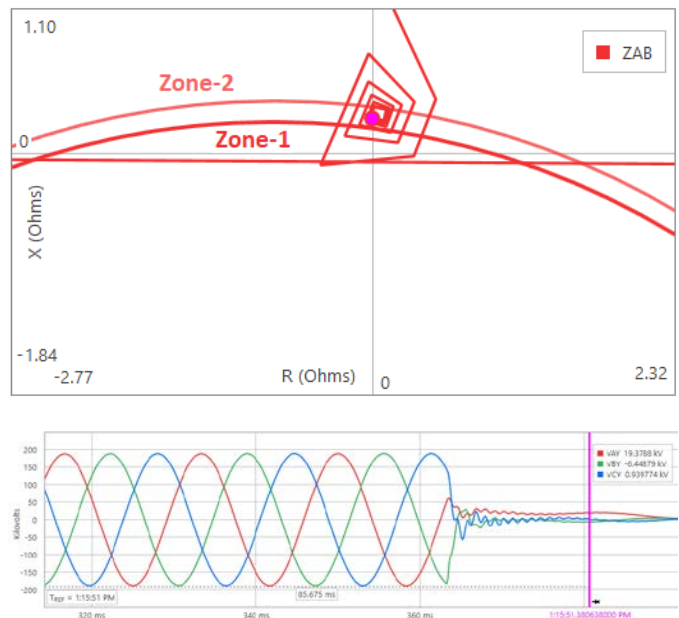 1.10
ZAB
Zone-2
0
Zone-1
X (Ohms)
-1.84
-2.77
R (Ohms)
0
2.32
200
150
100
50
0
-50
-100
-150
-200
Kilovolts
VAY 19.3788 kV
VBY -6.44879 kV
VCY 0.939774 kV
TREF = 1:15:51 PM
85.675 ms
320 ms
340 ms
360 ms
1:15:51.380638000 PM